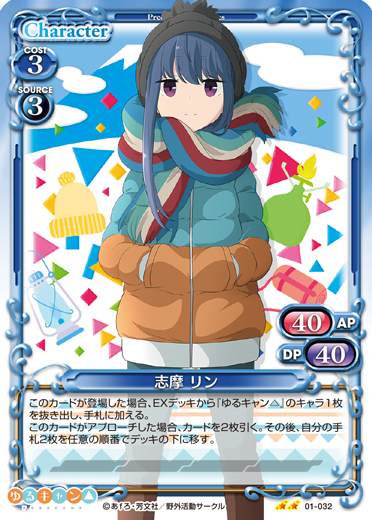 Character
COST
3
SOURCE
3
40 AP
DP 40
志摩 リン
このカードが登場した場合、EXデッキから『ゆるキャン△』のキャラ1枚
を抜き出し、手札に加える。
このカードがアプローチした場合、カードを2枚引く。その後、自分の手
札2枚を任意の順番でデッキの下に移す。
ゆるキャン△
©あfろ・芳文社／野外活動サークル
01-032